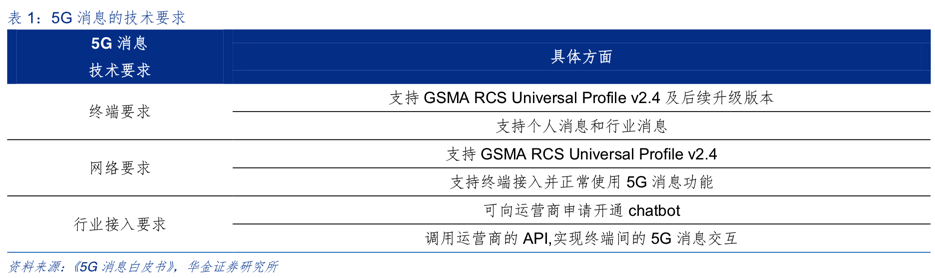 表 1：5G 消息的技术要求
5G 消息
技术要求
具体方面
终端要求
支持 GSMA RCS Universal Profile v2.4 及后续升级版本
支持个人消息和行业消息
网络要求
支持 GSMA RCS Universal Profile v2.4
支持终端接入并正常使用 5G 消息功能
行业接入要求
可向运营商申请开通 chatbot
调用运营商的 API,实现终端间的 5G 消息交互
资料来源：《5G 消息白皮书》，华金证券研究所